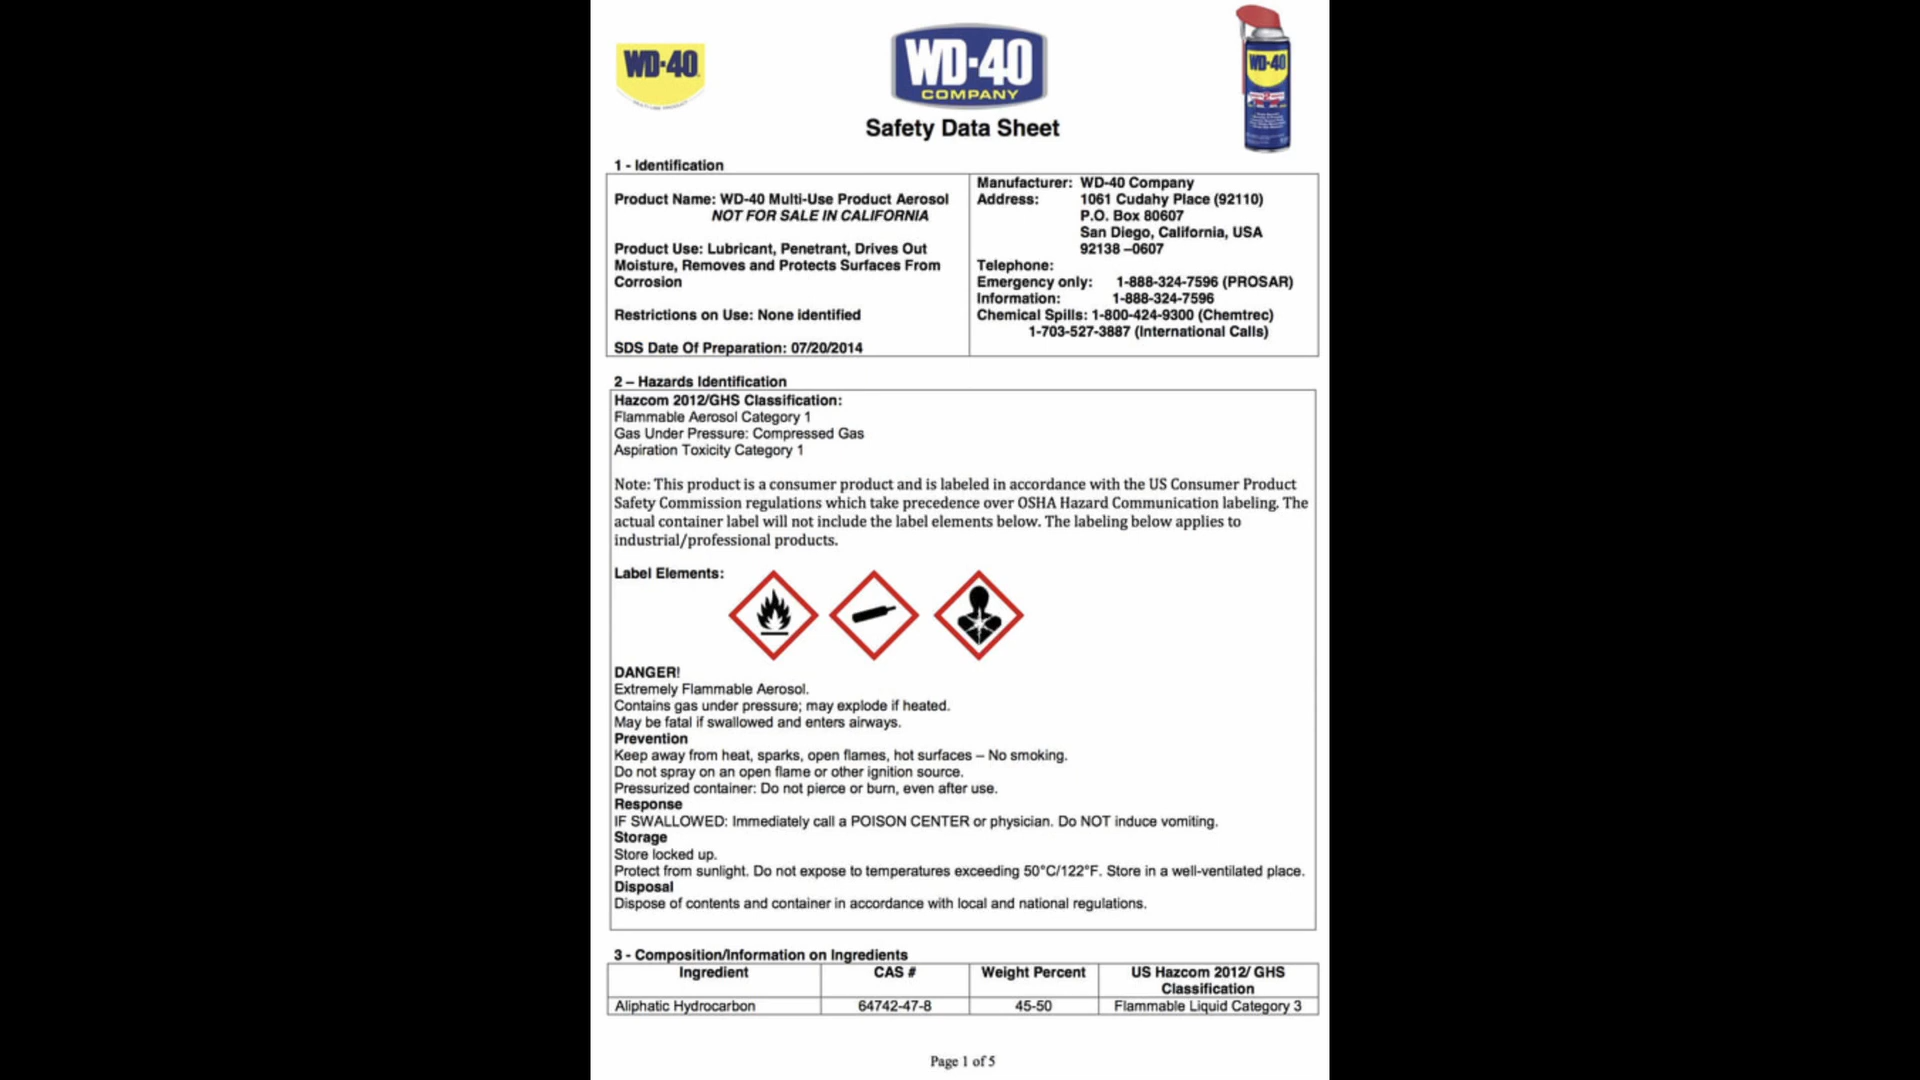 WD-40
MULTI-USE PRODUCT
WD-40
COMPANY
WD-40
Safety Data Sheet
1 - Identification
Product Name: WD-40 Multi-Use Product Aerosol
NOT FOR SALE IN CALIFORNIA
Product Use: Lubricant, Penetrant, Drives Out
Moisture, Removes and Protects Surfaces From
Corrosion
Restrictions on Use: None identified
SDS Date Of Preparation: 07/20/2014
Manufacturer: WD-40 Company
Address: 1061 Cudahy Place (92110)
P.O. Box 80607
San Diego, California, USA
92138 –0607
Telephone:
Emergency only: 1-888-324-7596 (PROSAR)
Information: 1-888-324-7596
Chemical Spills: 1-800-424-9300 (Chemtrec)
1-703-527-3887 (International Calls)
2 – Hazards Identification
Hazcom 2012/GHS Classification:
Flammable Aerosol Category 1
Gas Under Pressure: Compressed Gas
Aspiration Toxicity Category 1
Note: This product is a consumer product and is labeled in accordance with the US Consumer Product
Safety Commission regulations which take precedence over OSHA Hazard Communication labeling. The
actual container label will not include the label elements below. The labeling below applies to
industrial/professional products.
Label Elements:
DANGER!
Extremely Flammable Aerosol.
Contains gas under pressure; may explode if heated.
May be fatal if swallowed and enters airways.
Prevention
Keep away from heat, sparks, open flames, hot surfaces – No smoking.
Do not spray on an open flame or other ignition source.
Pressurized container: Do not pierce or burn, even after use.
Response
IF SWALLOWED: Immediately call a POISON CENTER or physician. Do NOT induce vomiting.
Storage
Store locked up.
Protect from sunlight. Do not expose to temperatures exceeding 50°C/122°F. Store in a well-ventilated place.
Disposal
Dispose of contents and container in accordance with local and national regulations.
3 - Composition/Information on Ingredients
Ingredient CAS # Weight Percent US Hazcom 2012/ GHS
Classification
Aliphatic Hydrocarbon 64742-47-8 45-50 Flammable Liquid Category 3
Page 1 of 5